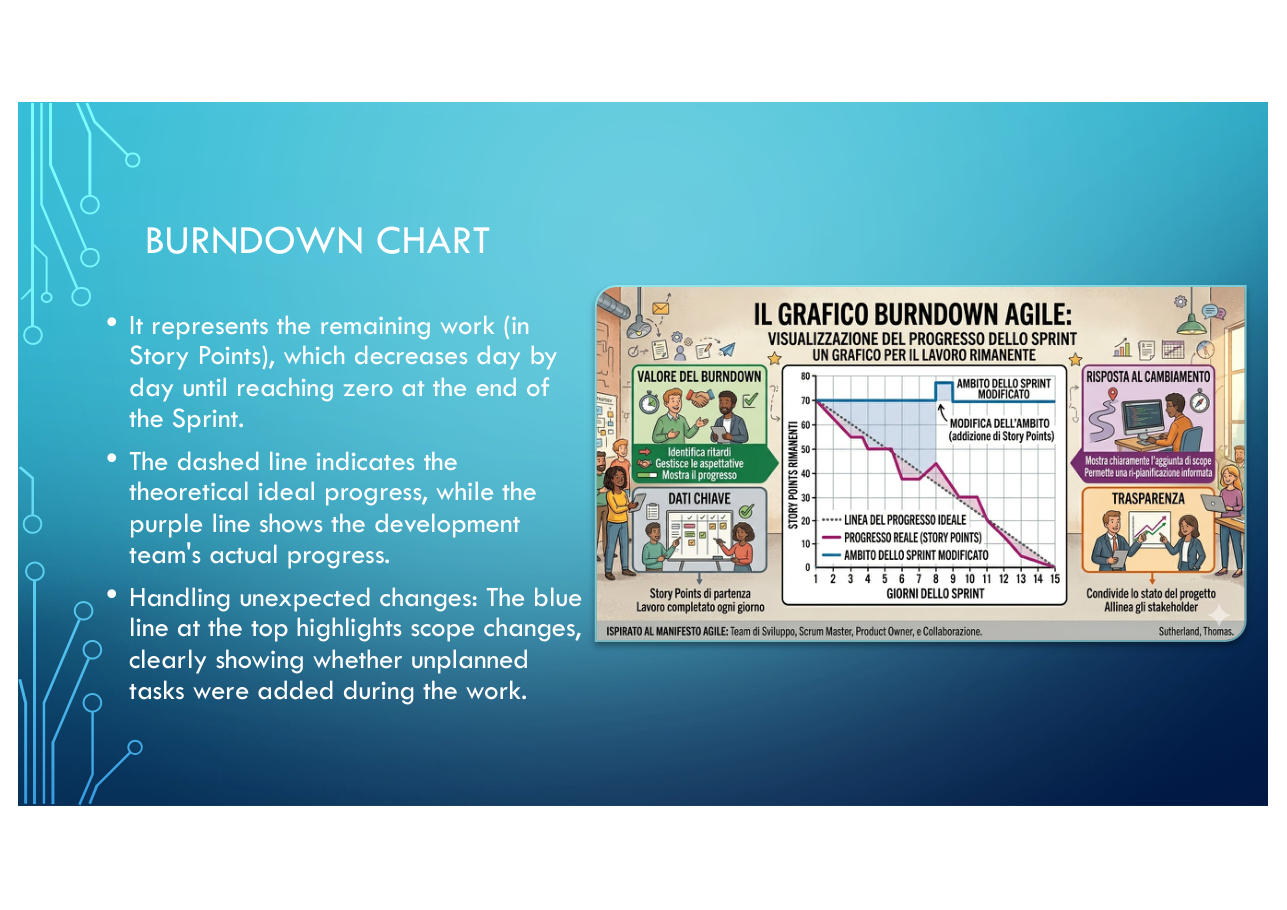 BURNDOWN CHART
• It represents the remaining work (in
Story Points), which decreases day by
day until reaching zero at the end of
the Sprint.
• The dashed line indicates the
theoretical ideal progress, while the
purple line shows the development
team's actual progress.
• Handling unexpected changes: The blue
line at the top highlights scope changes,
clearly showing whether unplanned
tasks were added during the work.
IL GRAFICO BURNDOWN AGILE:
VISUALIZZAZIONE DEL PROGRESSO DELLO SPRINT
UN GRAFICO PER IL LAVORO RIMANENTE
VALORE DEL BURNDOWN
Identifica ritardi
Gestisce le aspettative
Mostra il progresso
DATI CHIAVE
Story Points di partenza
Lavoro completato ogni giorno
STORY POINTS RIMANENTI
80
70
60
50
40
30
20
10
0
AMBITO DELLO SPRINT
MODIFICATO
MODIFICA DELL'AMBITO
(addizione di Story Points)
LINEA DEL PROGRESSO IDEALE
PROGRESSO REALE (STORY POINTS)
AMBITO DELLO SPRINT MODIFICATO
1 2 3 4 5 6 7 8 9 10 11 12 13 14 15
GIORNI DELLO SPRINT
RISPOSTA AL CAMBIAMENTO
Mostra chiaramente l'aggiunta di scope
Permette una ri-pianificazione informata
TRASPARENZA
Condivide lo stato del progetto
Allinea gli stakeholder
ISPIRATO AL MANIFESTO AGILE: Team di Sviluppo, Scrum Master, Product Owner, e Collaborazione.
Sutherland, Thomas.